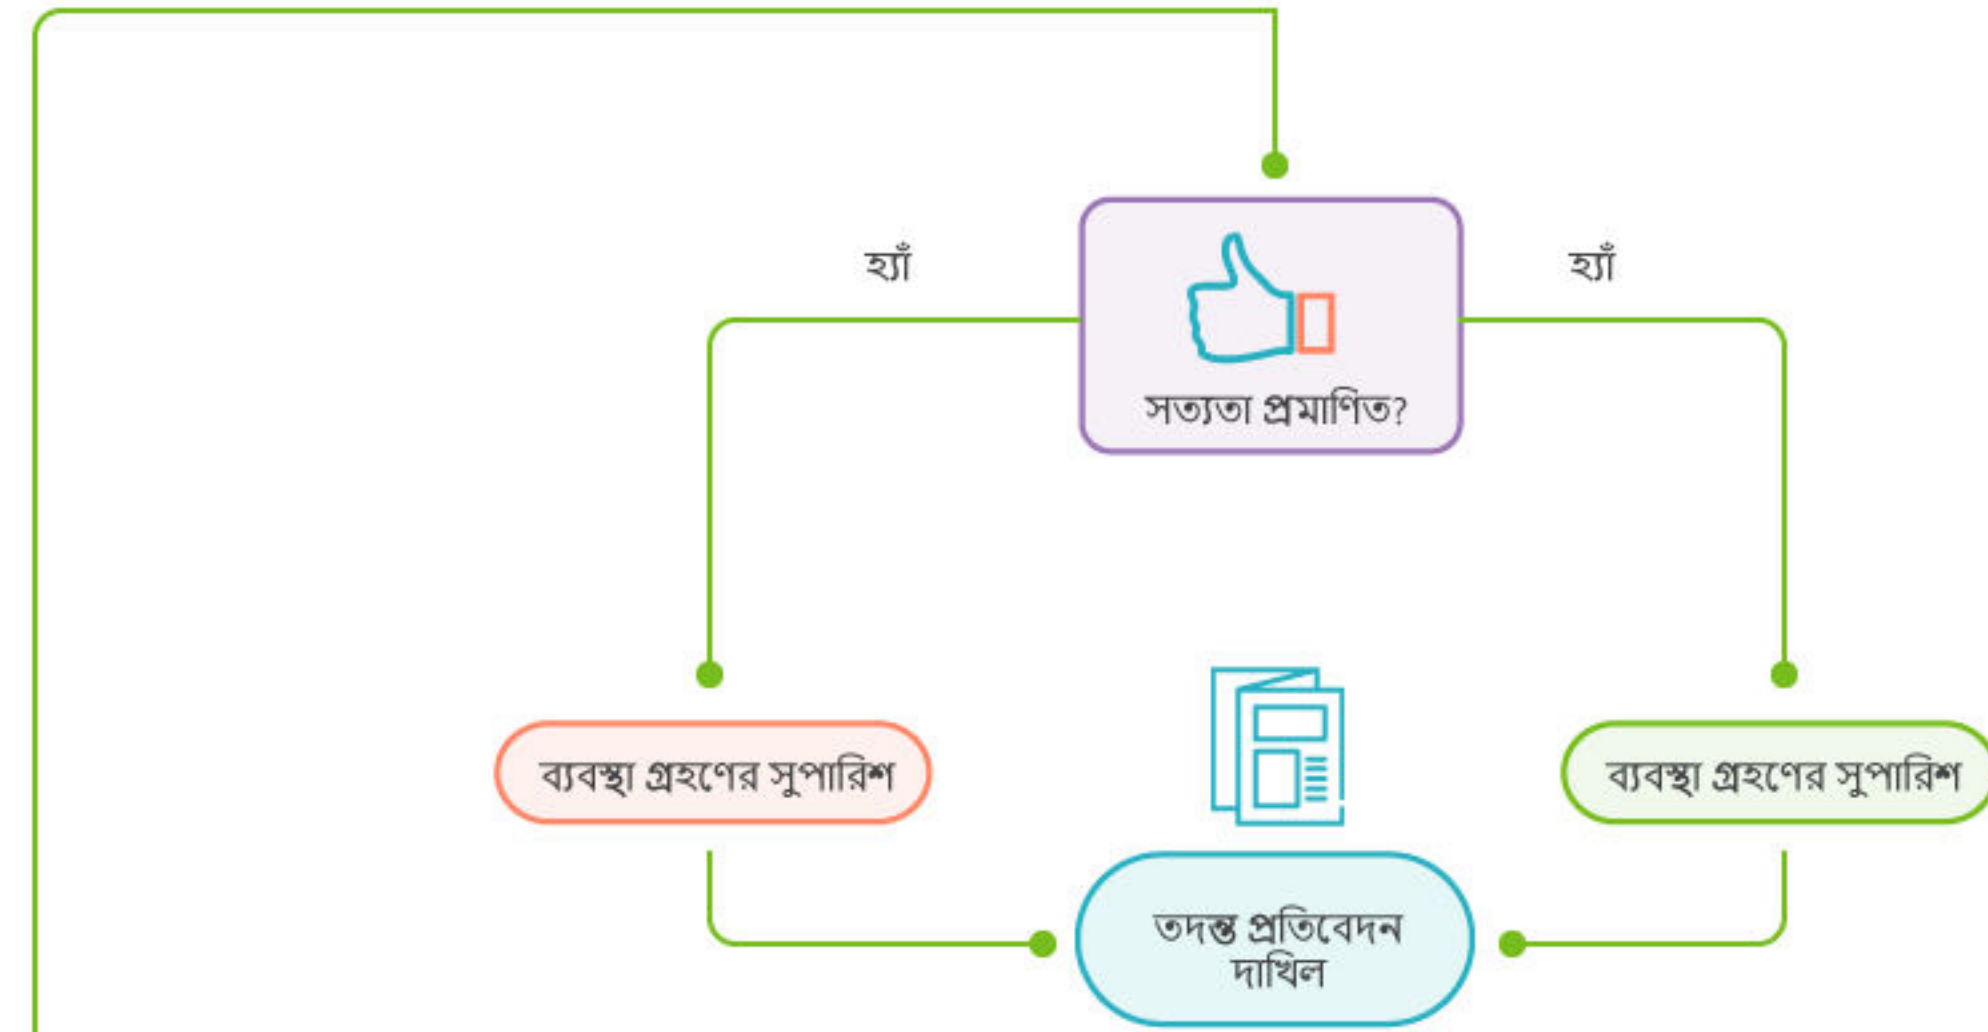 হ্যাঁ
হ্যাঁ
সত্যতা প্রমাণিত?
ব্যবস্থা গ্রহণের সুপারিশ
ব্যবস্থা গ্রহণের সুপারিশ
তদন্ত প্রতিবেদন
দাখিল